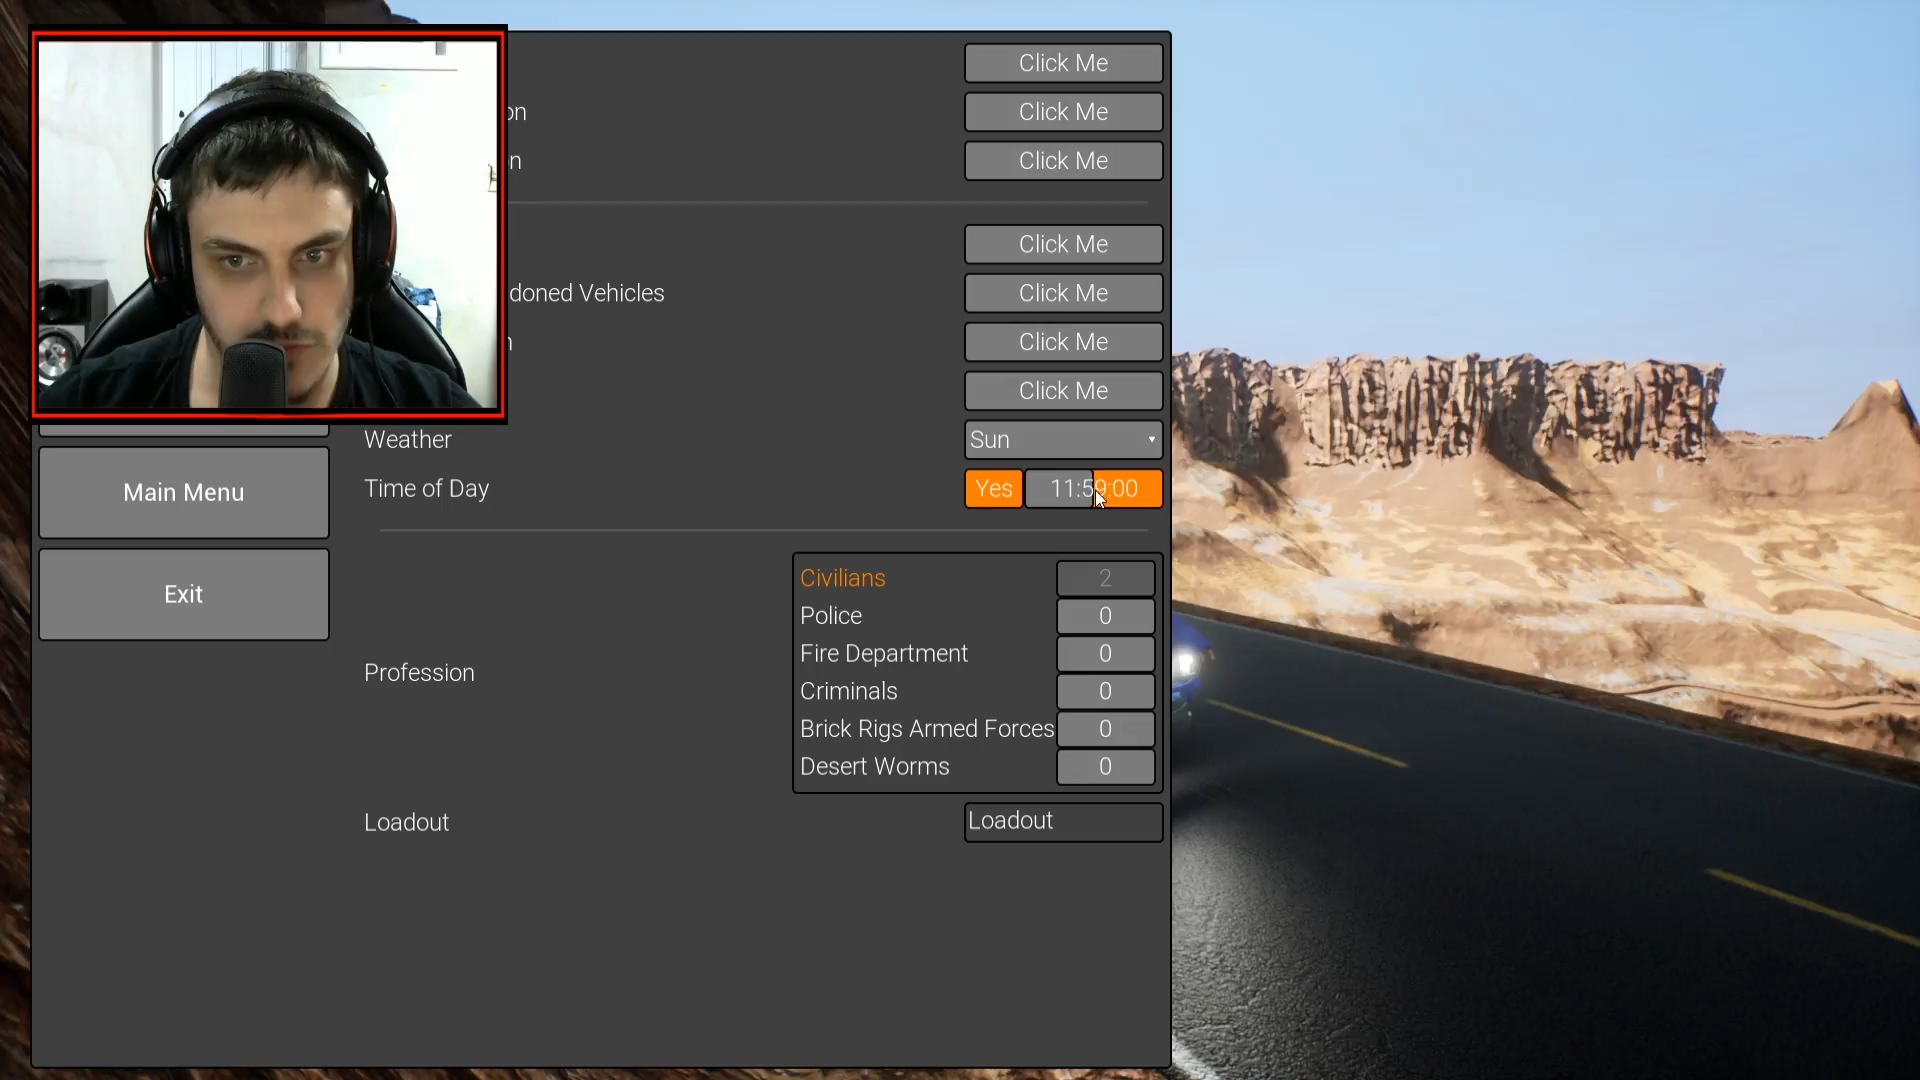 Click Me
on Click Me
n Click Me
Click Me
doned Vehicles Click Me
Click Me
Click Me
Weather Sun
Time of Day Yes 11:59:00
Main Menu
Exit
Profession
Civilians 2
Police 0
Fire Department 0
Criminals 0
Brick Rigs Armed Forces 0
Desert Worms 0
Loadout Loadout